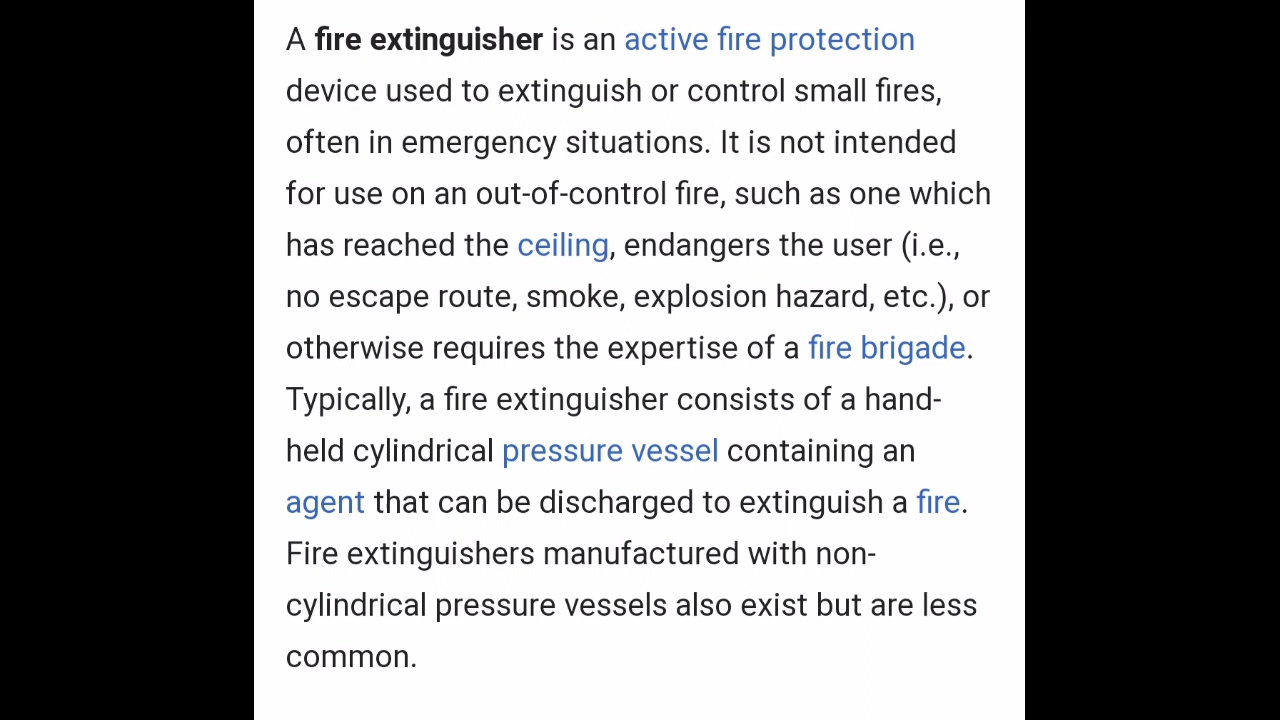 A fire extinguisher is an active fire protection
device used to extinguish or control small fires,
often in emergency situations. It is not intended
for use on an out-of-control fire, such as one which
has reached the ceiling, endangers the user (i.e.,
no escape route, smoke, explosion hazard, etc.), or
otherwise requires the expertise of a fire brigade.
Typically, a fire extinguisher consists of a hand-
held cylindrical pressure vessel containing an
agent that can be discharged to extinguish a fire.
Fire extinguishers manufactured with non-
cylindrical pressure vessels also exist but are less
common.